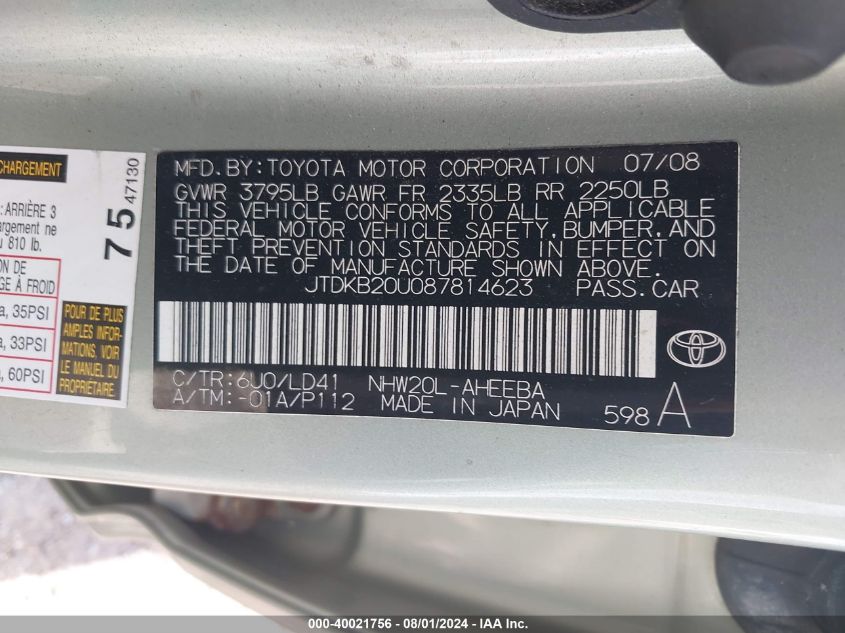 CHARGEMENT
: ARRIÈRE 3
argement ne
810 lb.
ON DE
GE À FROID
a, 35PSI
a, 33PSI
a, 60PSI
75 47130
POUR DE PLUS
AMPLES INFOR-
MATIONS. VOIR
LE MANUEL DU
PROPRIÉTAIRE.
MFD. BY: TOYOTA MOTOR CORPORATION 07/08
GVWR 3795LB GAWR FR 2335LB RR 2250LB
THIS VEHICLE CONFORMS TO ALL APPLICABLE
FEDERAL MOTOR VEHICLE SAFETY, BUMPER, AND
THEFT PREVENTION STANDARDS IN EFFECT ON
THE DATE OF MANUFACTURE SHOWN ABOVE.
JTDKB20U087814623 PASS. CAR
C/TR: 6U0/LD41 NHW20L-AHEEBA
A/TM: -01A/P112 MADE IN JAPAN 598 A
000-40021756 - 08/01/2024 - IAA Inc.